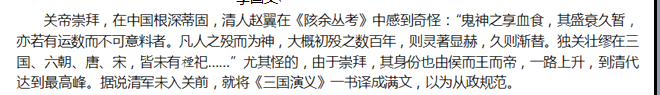 关帝崇拜，在中国根深蒂固，清人赵翼在《陔余丛考》中感到奇怪：“鬼神之享血食，其盛衰久暂，
亦若有运数而不可意料者。凡人之殁而为神，大概初殁之数百年，则灵著显赫，久则渐替。独关壮缪在三
国、六朝、唐、宋，皆未有禋祀……”尤其怪的，由于崇拜，其身份也由侯而王而帝，一路上升，到清代
达到最高峰。据说清军未入关前，就将《三国演义》一书译成满文，以为从政规范。